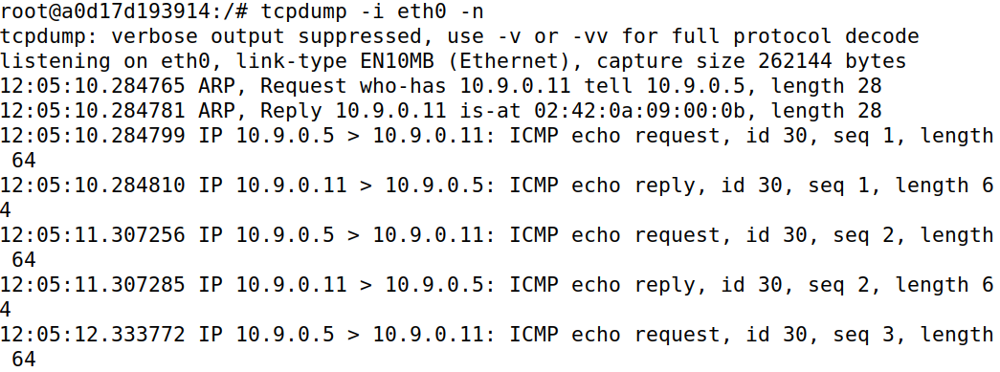 root@a0d17d193914:/# tcpdump -i eth0 -n
tcpdump: verbose output suppressed, use -v or -vv for full protocol decode
listening on eth0, link-type EN10MB (Ethernet), capture size 262144 bytes
12:05:10.284765 ARP, Request who-has 10.9.0.11 tell 10.9.0.5, length 28
12:05:10.284781 ARP, Reply 10.9.0.11 is-at 02:42:0a:09:00:0b, length 28
12:05:10.284799 IP 10.9.0.5 > 10.9.0.11: ICMP echo request, id 30, seq 1, length
 64
12:05:10.284810 IP 10.9.0.11 > 10.9.0.5: ICMP echo reply, id 30, seq 1, length 6
4
12:05:11.307256 IP 10.9.0.5 > 10.9.0.11: ICMP echo request, id 30, seq 2, length
 64
12:05:11.307285 IP 10.9.0.11 > 10.9.0.5: ICMP echo reply, id 30, seq 2, length 6
4
12:05:12.333772 IP 10.9.0.5 > 10.9.0.11: ICMP echo request, id 30, seq 3, length
 64